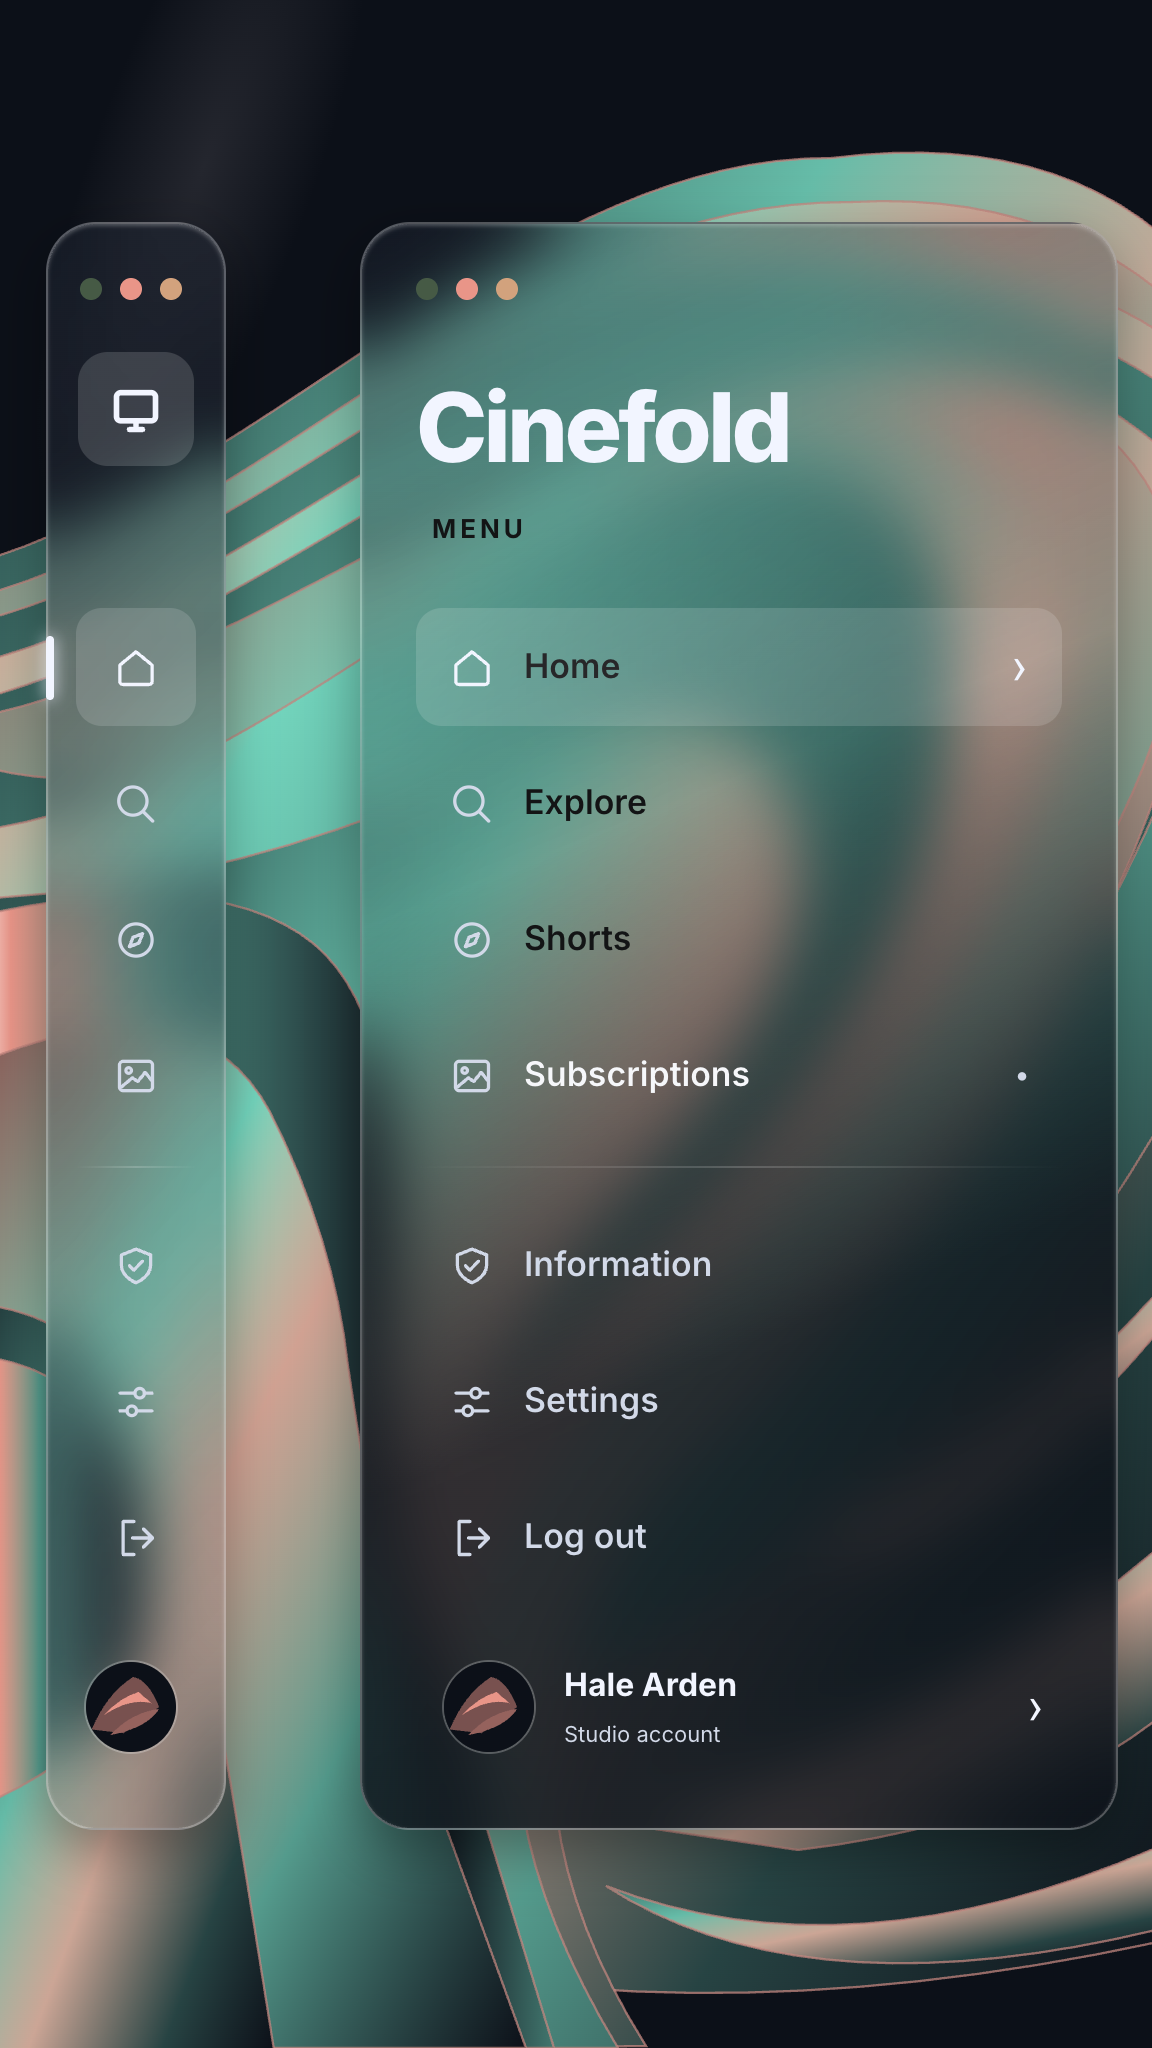 Cinefold
MENU
Home
Explore
Shorts
Subscriptions
Information
Settings
Log out
Hale Arden
Studio account